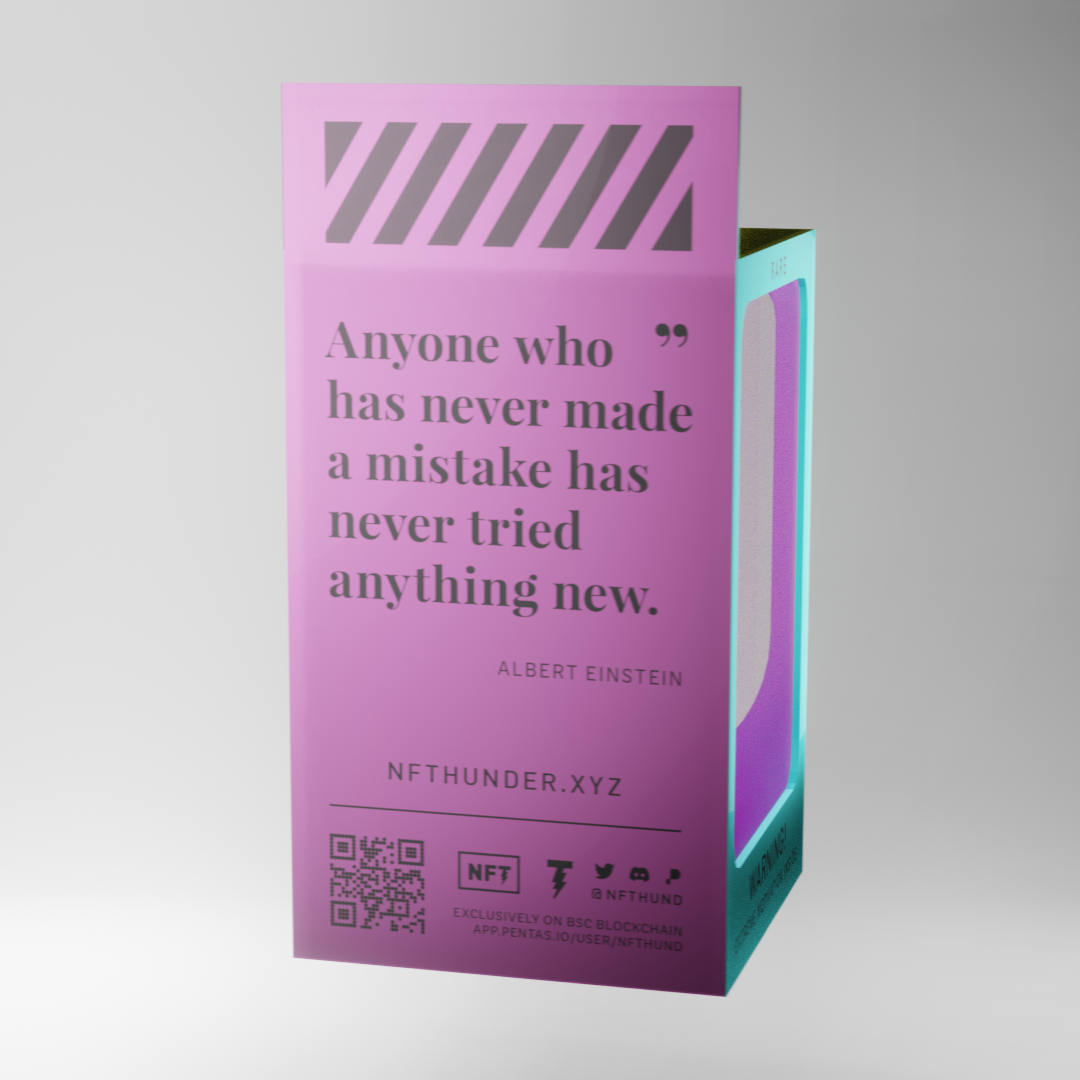 Anyone who ”
has never made
a mistake has
never tried
anything new.
ALBERT EINSTEIN
NFTHUNDER.XYZ
NFT
@NFTHUND
EXCLUSIVELY ON BSC BLOCKCHAIN
APP.PENTAS.IO/USER/NFTHUND
RARE
WARNING!